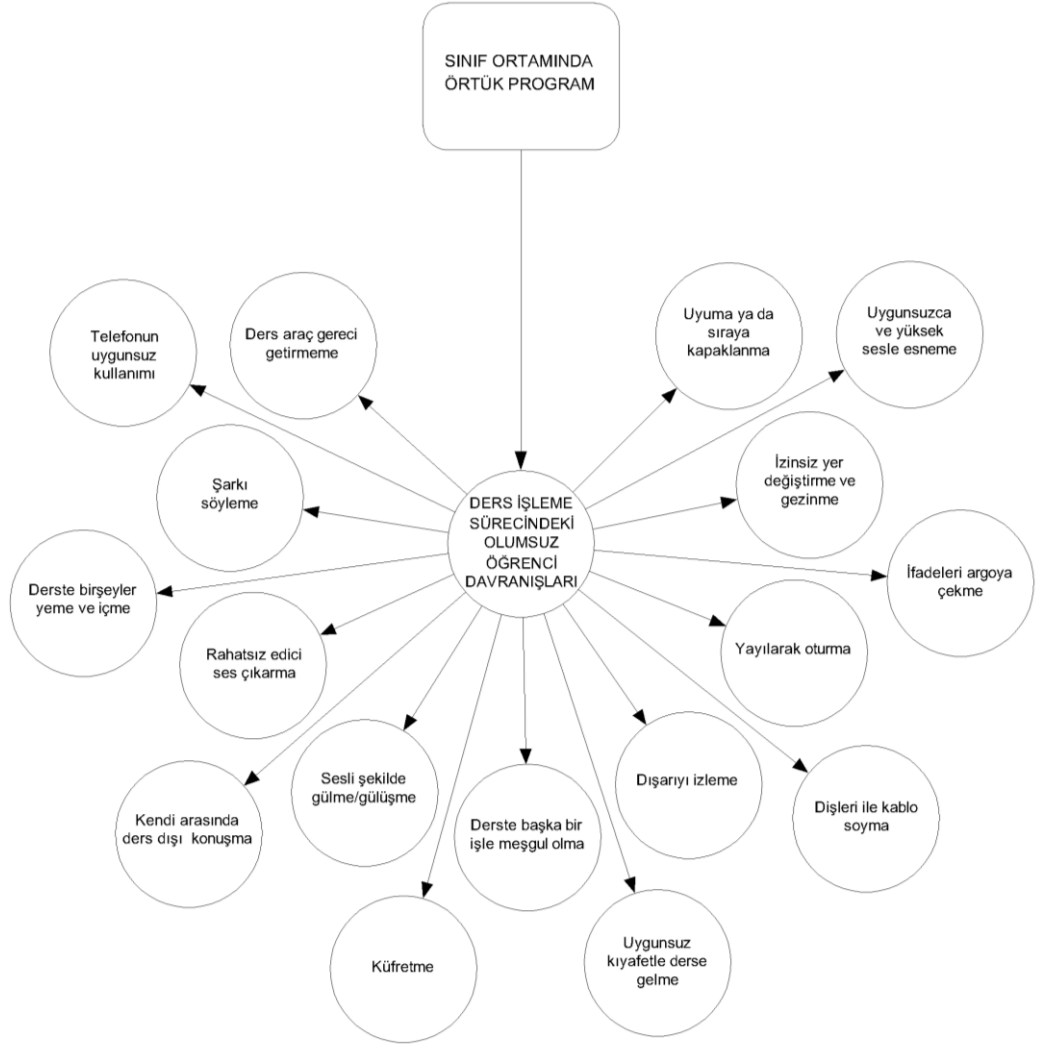 SINIF ORTAMINDA
ÖRTÜK PROGRAM
Telefonun
uygunsuz
kullanımı
Ders araç gereci
getirmeme
Uyuma ya da
sıraya
kapaklanma
Uygunsuzca
ve yüksek
sesle esneme
Şarkı
söyleme
DERS İŞLEME
SÜRECİNDEKİ
OLUMSUZ
ÖĞRENCİ
DAVRANIŞLARI
İzinsiz yer
değiştirme ve
gezinme
Derste birşeyler
yeme ve içme
İfadeleri argoya
çekme
Rahatsız edici
ses çıkarma
Yayılarak oturma
Kendi arasında
ders dışı konuşma
Sesli şekilde
gülme/gülüşme
Derste başka bir
işle meşgul olma
Dışarıyı izleme
Dişleri ile kablo
soyma
Küfretme
Uygunsuz
kıyafetle derse
gelme